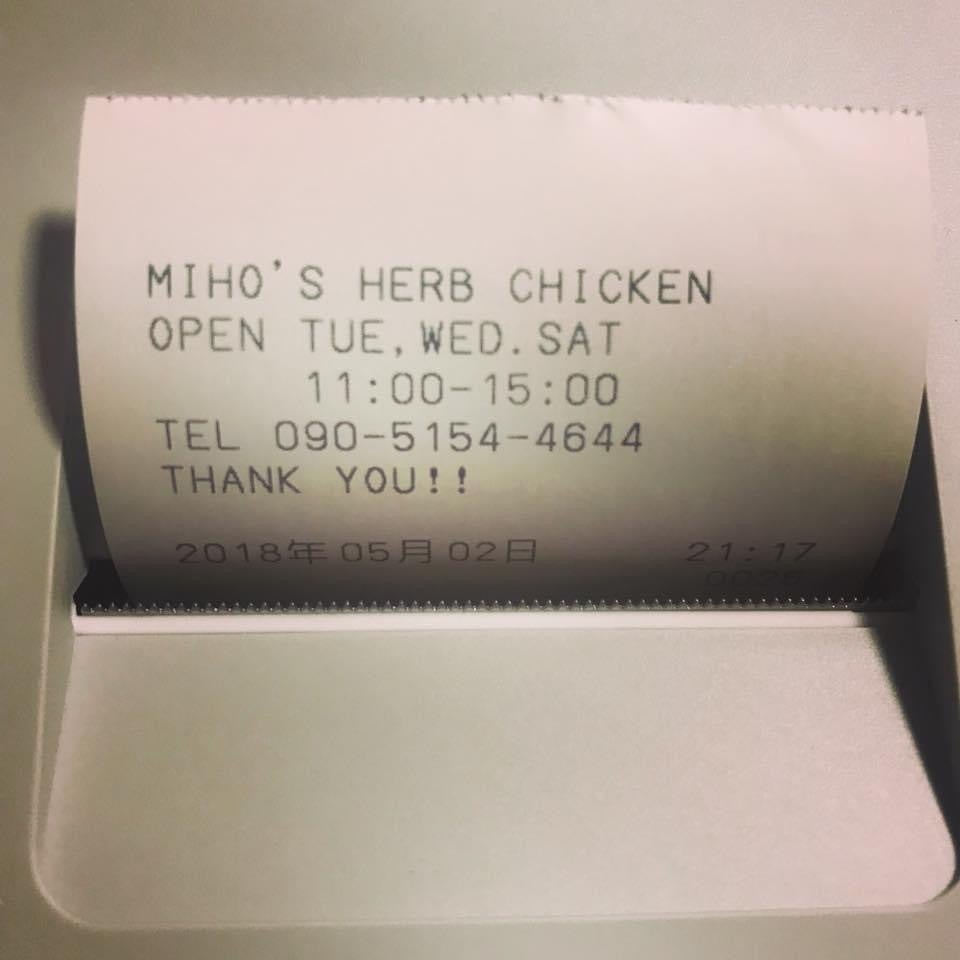 MIHO'S HERB CHICKEN
OPEN TUE,WED.SAT
11:00-15:00
TEL 090-5154-4644
THANK YOU!!
2018年05月02日 21:17